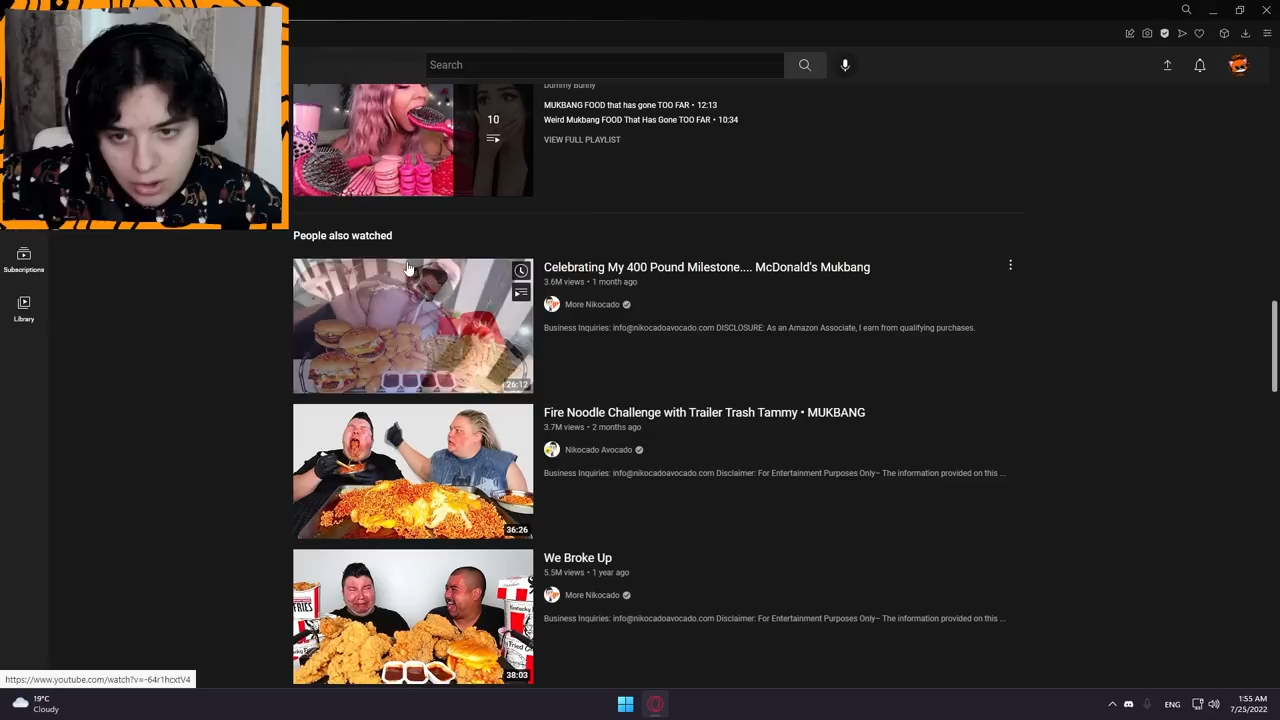 Search
Dummy Bunny
MUKBANG FOOD that has gone TOO FAR • 12:13
Weird Mukbang FOOD That Has Gone TOO FAR • 10:34
VIEW FULL PLAYLIST
10
Subscriptions
Library
People also watched
Celebrating My 400 Pound Milestone.... McDonald's Mukbang
3.6M views • 1 month ago
More Nikocado
Business Inquiries: info@nikocadoavocado.com DISCLOSURE: As an Amazon Associate, I earn from qualifying purchases.
26:12
Fire Noodle Challenge with Trailer Trash Tammy • MUKBANG
3.7M views • 2 months ago
Nikocado Avocado
Business Inquiries: info@nikocadoavocado.com Disclaimer: For Entertainment Purposes Only– The information provided on this ...
36:26
We Broke Up
5.5M views • 1 year ago
More Nikocado
Business Inquiries: info@nikocadoavocado.com Disclaimer: For Entertainment Purposes Only– The information provided on this ...
FRIES
38:03
https://www.youtube.com/watch?v=-64r1hcxtV4
19°C
Cloudy
ENG
1:55 AM
7/25/2022